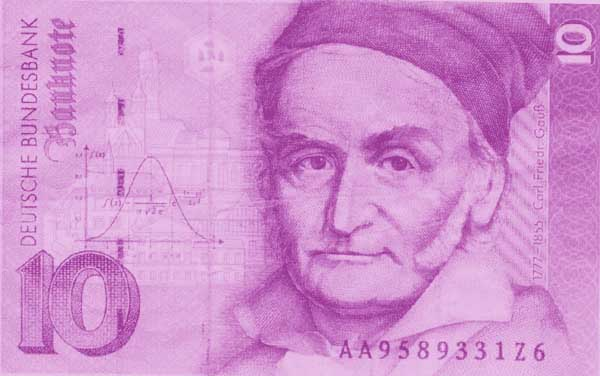 DEUTSCHE BUNDESBANK
Banknote
10
10
f(x)
1777–1855 Carl Friedr. Gauß
AA9589331Z6